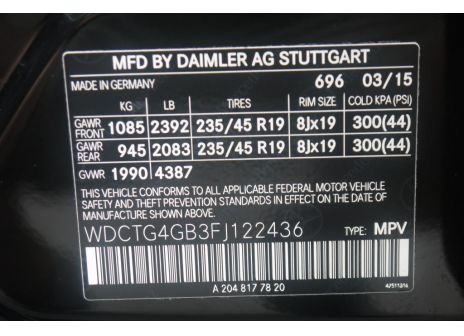 MFD BY DAIMLER AG STUTTGART
MADE IN GERMANY 696 03/15
KG LB TIRES RIM SIZE COLD KPA (PSI)
GAWR FRONT 1085 2392 235/45 R19 8Jx19 300(44)
GAWR REAR 945 2083 235/45 R19 8Jx19 300(44)
GVWR 1990 4387
THIS VEHICLE CONFORMS TO ALL APPLICABLE FEDERAL MOTOR VEHICLE
SAFETY AND THEFT PREVENTION STANDARDS IN EFFECT ON THE DATE OF
MANUFACTURE SHOWN ABOVE.
WDCTG4GB3FJ122436 TYPE: MPV
A 204 817 78 20